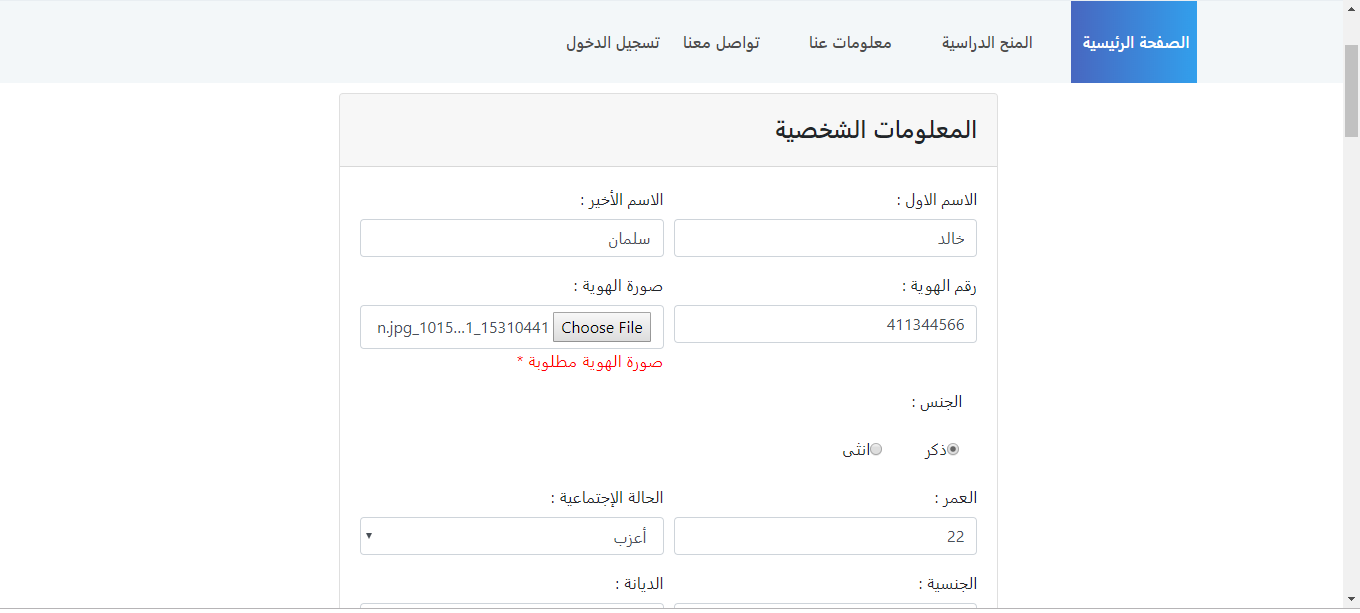 الصفحة الرئيسية
المنح الدراسية
معلومات عنا
تواصل معنا
تسجيل الدخول
المعلومات الشخصية
الاسم الاول :
الاسم الأخير :
خالد
سلمان
رقم الهوية :
صورة الهوية :
411344566
Choose File
n.jpg_1015...1_15310441
صورة الهوية مطلوبة *
الجنس :
ذكر
انثى
العمر :
الحالة الإجتماعية :
22
أعزب
الجنسية :
الديانة :